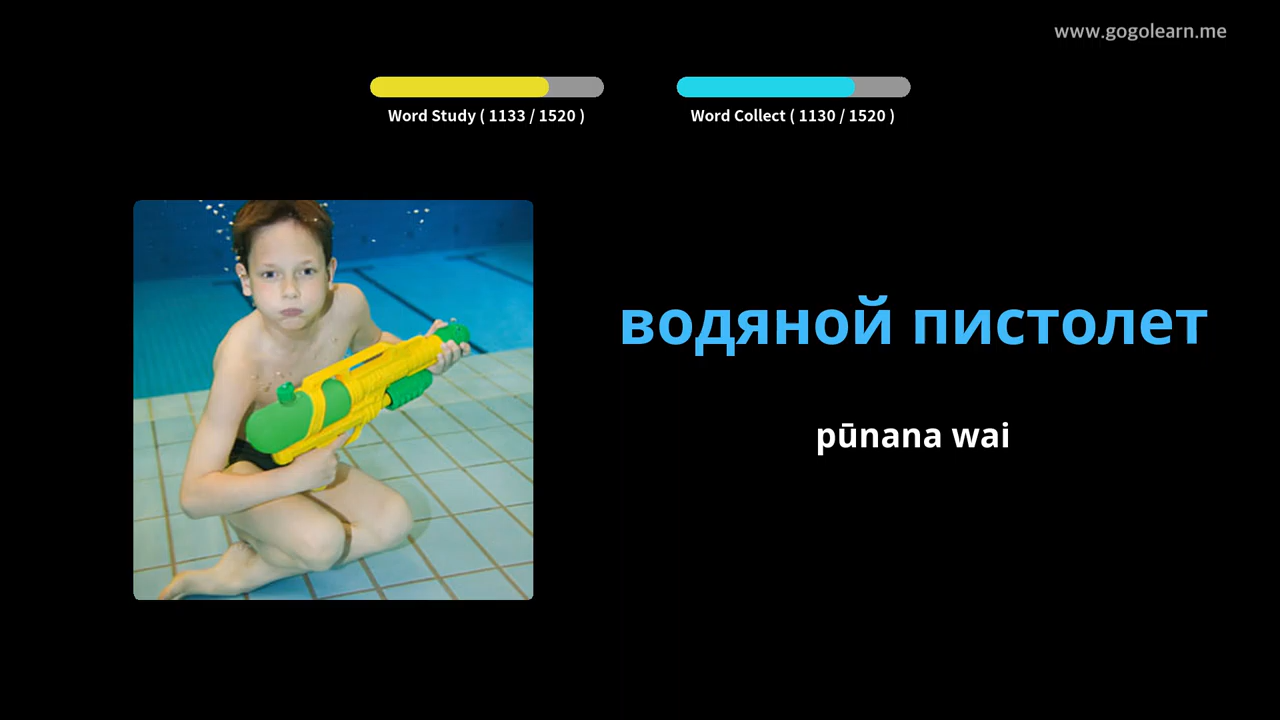 www.gogolearn.me
Word Study ( 1133 / 1520 )
Word Collect ( 1130 / 1520 )
водяной пистолет
pūnana wai